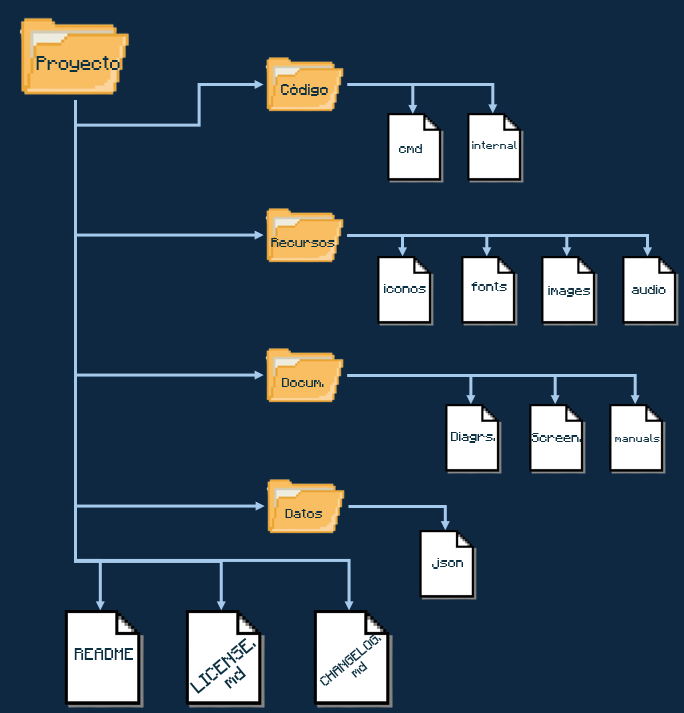 Proyecto
Código
cmd
internal
Recursos
iconos
fonts
images
audio
Docum.
Diagrs.
Screen.
manuals
Datos
.json
README
LICENSE.
md
CHANGELOG.
md